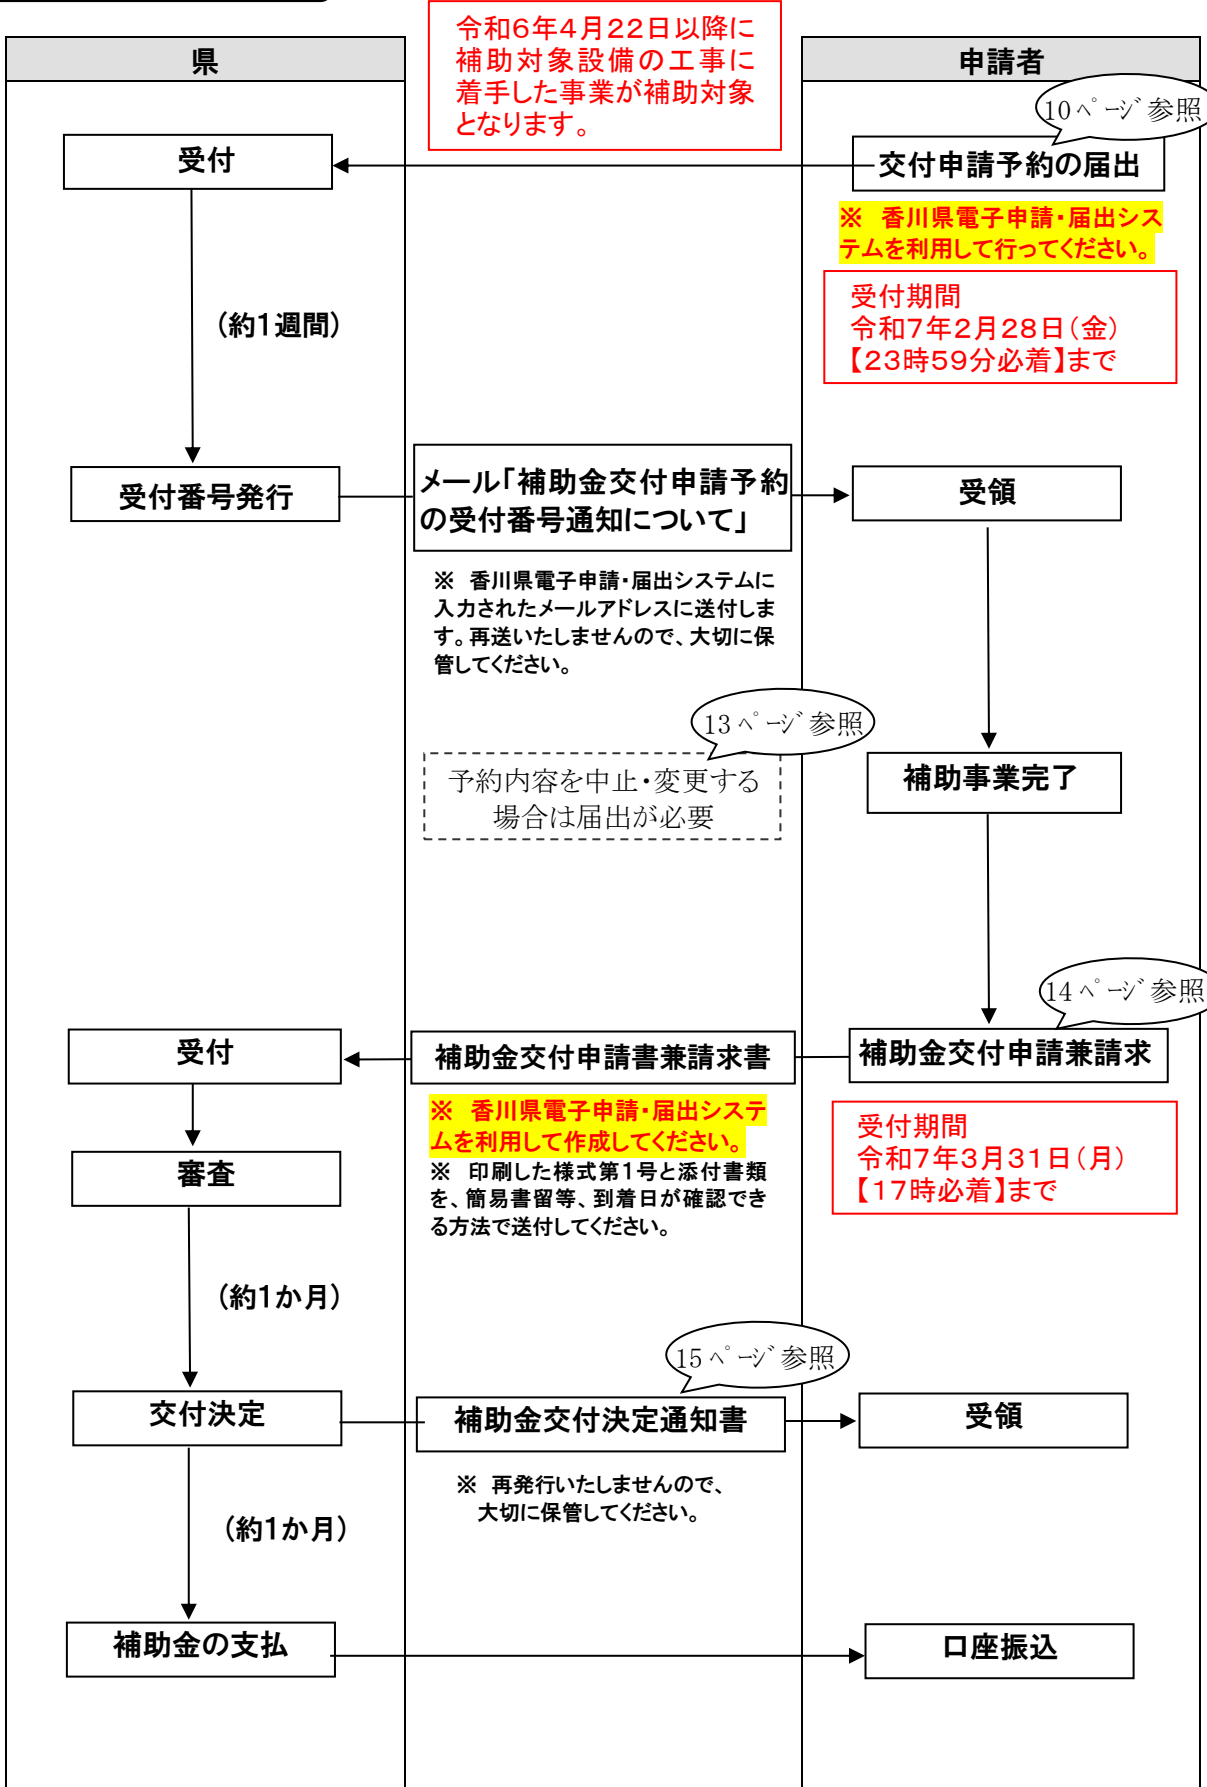 県
令和6年4月22日以降に
補助対象設備の工事に
着手した事業が補助対象
となります。
申請者
10ページ参照
受付
交付申請予約の届出
※ 香川県電子申請・届出シス
テムを利用して行ってください。
受付期間
令和7年2月28日（金）
【23時59分必着】まで
（約1週間）
受付番号発行
メール「補助金交付申請予約
の受付番号通知について」
受領
※ 香川県電子申請・届出システムに
入力されたメールアドレスに送付しま
す。再送いたしませんので、大切に保
管してください。
13ページ参照
予約内容を中止・変更する
場合は届出が必要
補助事業完了
14ページ参照
受付
補助金交付申請書兼請求書
補助金交付申請兼請求
※ 香川県電子申請・届出システ
ムを利用して作成してください。
※ 印刷した様式第1号と添付書類
を、簡易書留等、到着日が確認でき
る方法で送付してください。
受付期間
令和7年3月31日（月）
【17時必着】まで
審査
（約1か月）
15ページ参照
交付決定
補助金交付決定通知書
受領
※ 再発行いたしませんので、
大切に保管してください。
（約1か月）
補助金の支払
口座振込